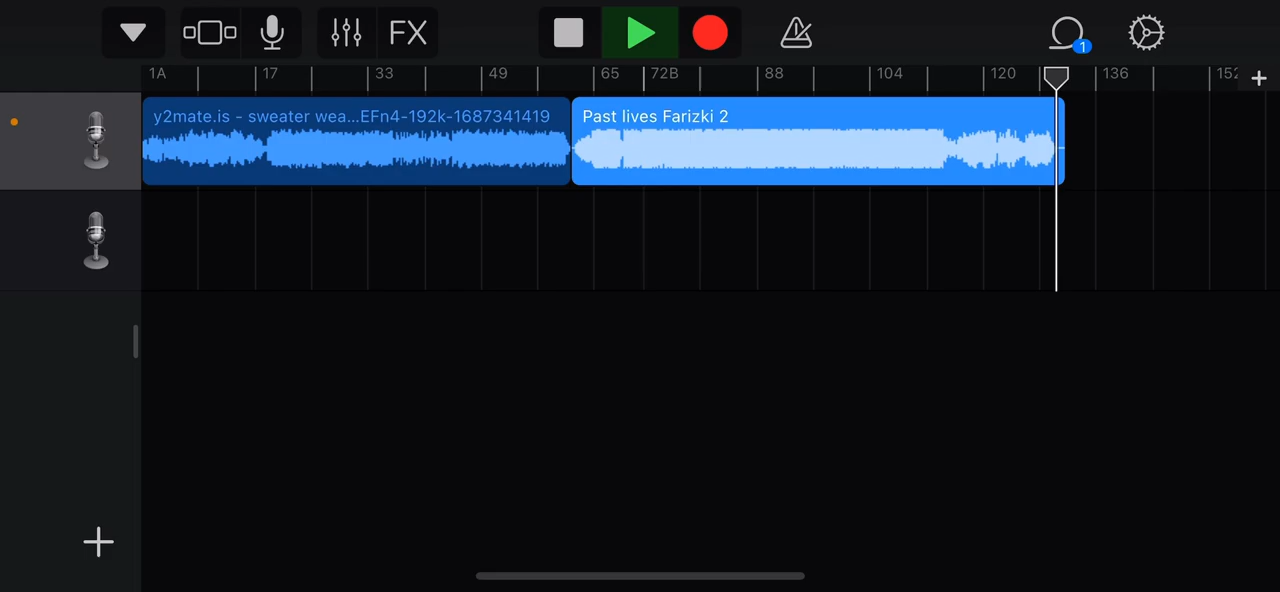 FX
1
1A 17 33 49 65 72B 88 104 120 136 152
y2mate.is - sweater wea...EFn4-192k-1687341419
Past lives Farizki 2